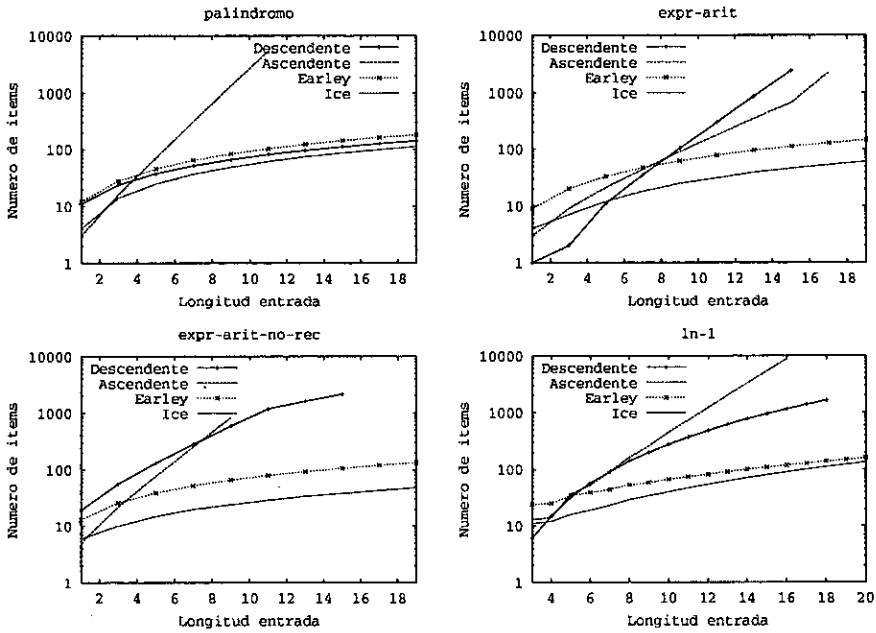 palindromo
10000
1000
100
10
1
Numero de items
Descendente
Ascendente
Earley
Ice
2 4 6 8 10 12 14 16 18
Longitud entrada
expr-arit
10000
1000
100
10
1
Numero de items
Descendente
Ascendente
Earley
Ice
2 4 6 8 10 12 14 16 18
Longitud entrada
expr-arit-no-rec
10000
1000
100
10
1
Numero de items
Descendente
Ascendente
Earley
Ice
2 4 6 8 10 12 14 16 18
Longitud entrada
ln-1
10000
1000
100
10
1
Numero de items
Descendente
Ascendente
Earley
Ice
4 6 8 10 12 14 16 18 20
Longitud entrada